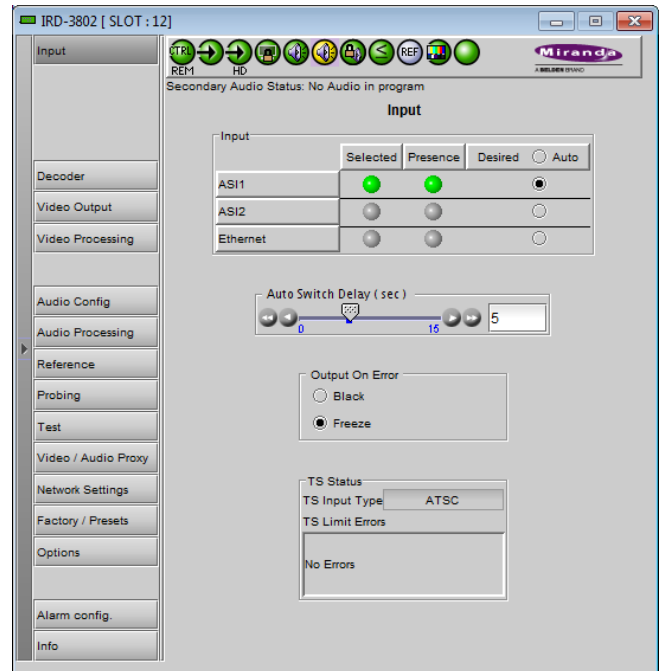 IRD-3802 [ SLOT : 12]
Input
CTRL
REM
HD
REF
Miranda
A BELDEN BRAND
Secondary Audio Status: No Audio in program
Input
Input
Selected Presence Desired Auto
ASI1
ASI2
Ethernet
Decoder
Video Output
Video Processing
Audio Config
Audio Processing
Reference
Probing
Test
Video / Audio Proxy
Network Settings
Factory / Presets
Options
Alarm config.
Info
Auto Switch Delay ( sec )
0 15 5
Output On Error
Black
Freeze
TS Status
TS Input Type ATSC
TS Limit Errors
No Errors